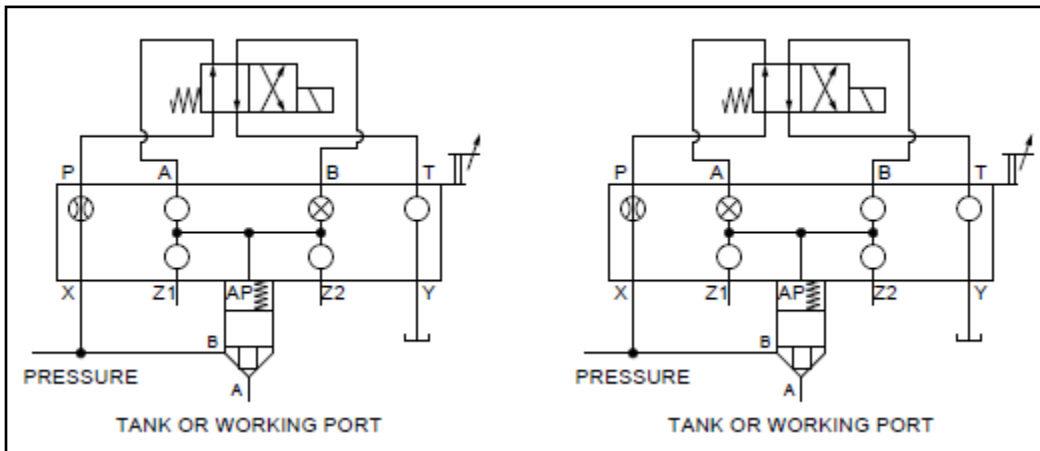 P A B T
X Z1 AP Z2 Y
B
PRESSURE
A
TANK OR WORKING PORT
P A B T
X Z1 AP Z2 Y
B
PRESSURE
A
TANK OR WORKING PORT